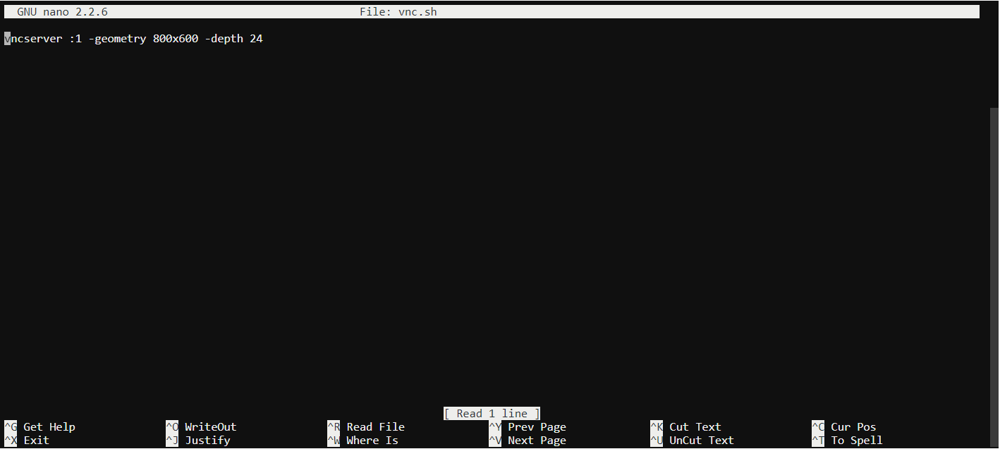 GNU nano 2.2.6 File: vnc.sh
vncserver :1 -geometry 800x600 -depth 24
[ Read 1 line ]
^G Get Help ^O WriteOut ^R Read File ^Y Prev Page ^K Cut Text ^C Cur Pos
^X Exit ^J Justify ^W Where Is ^V Next Page ^U UnCut Text ^T To Spell